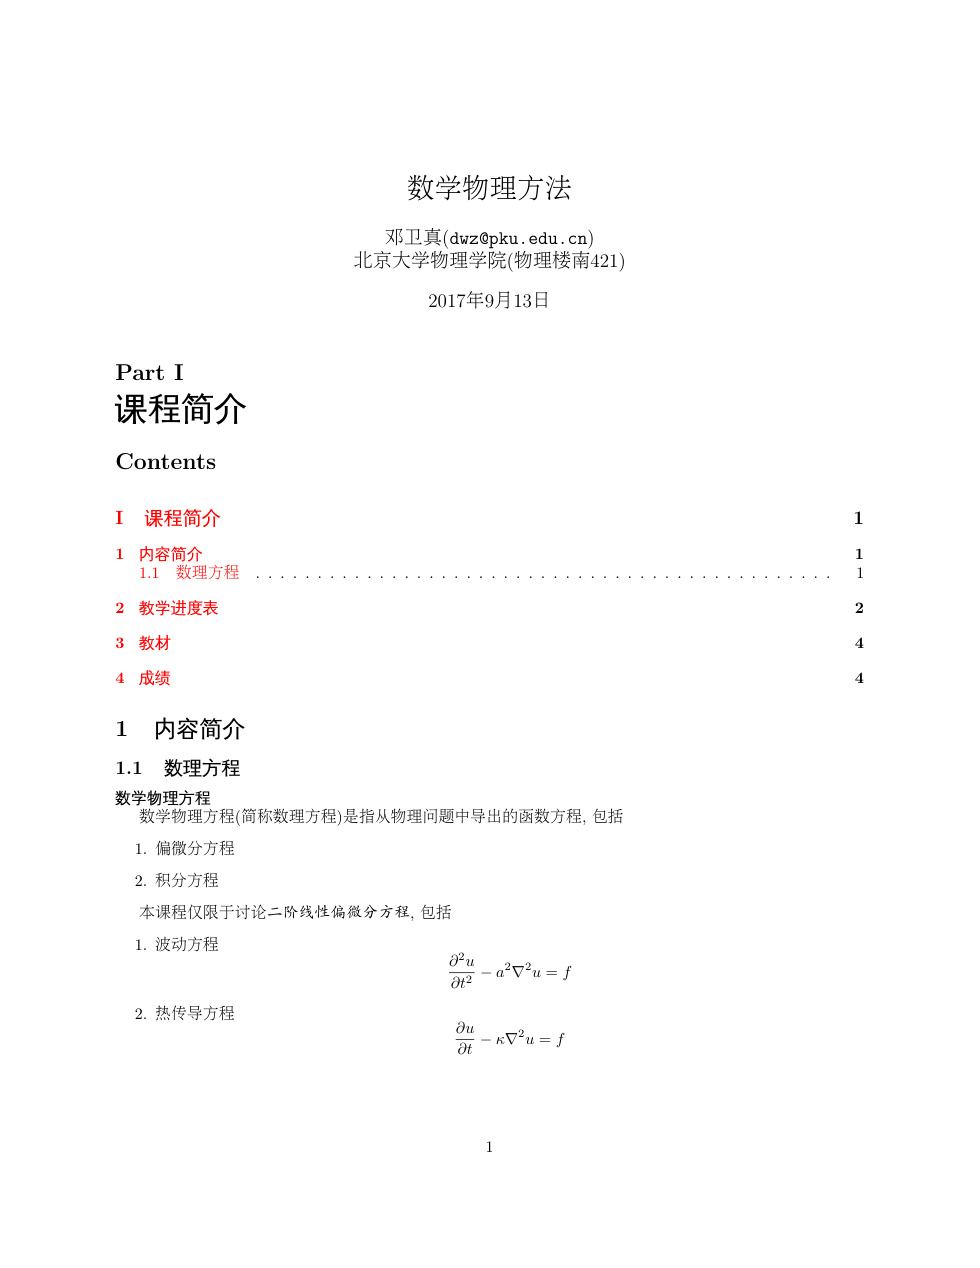 数学物理方法
邓卫真(dwz@pku.edu.cn)
北京大学物理学院(物理楼南421)
2017年9月13日
Part I
课程简介
Contents
I 课程简介 1
1 内容简介 1
1.1 数理方程 . . . . . . . . . . . . . . . . . . . . . . . . . . . . . . . . . . . . . . . . . . . . . . . 1
2 教学进度表 2
3 教材 4
4 成绩 4
1 内容简介
1.1 数理方程
数学物理方程
数学物理方程(简称数理方程)是指从物理问题中导出的函数方程, 包括
1. 偏微分方程
2. 积分方程
本课程仅限于讨论二阶线性偏微分方程, 包括
1. 波动方程
∂²u/∂t² − a²∇²u = f
2. 热传导方程
∂u/∂t − κ∇²u = f
1